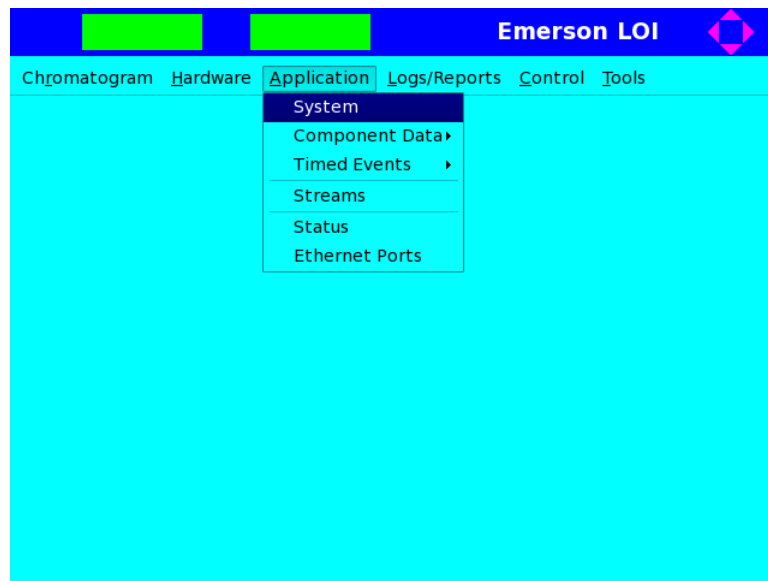 Emerson LOI
Chromatogram Hardware Application Logs/Reports Control Tools
System
Component Data
Timed Events
Streams
Status
Ethernet Ports